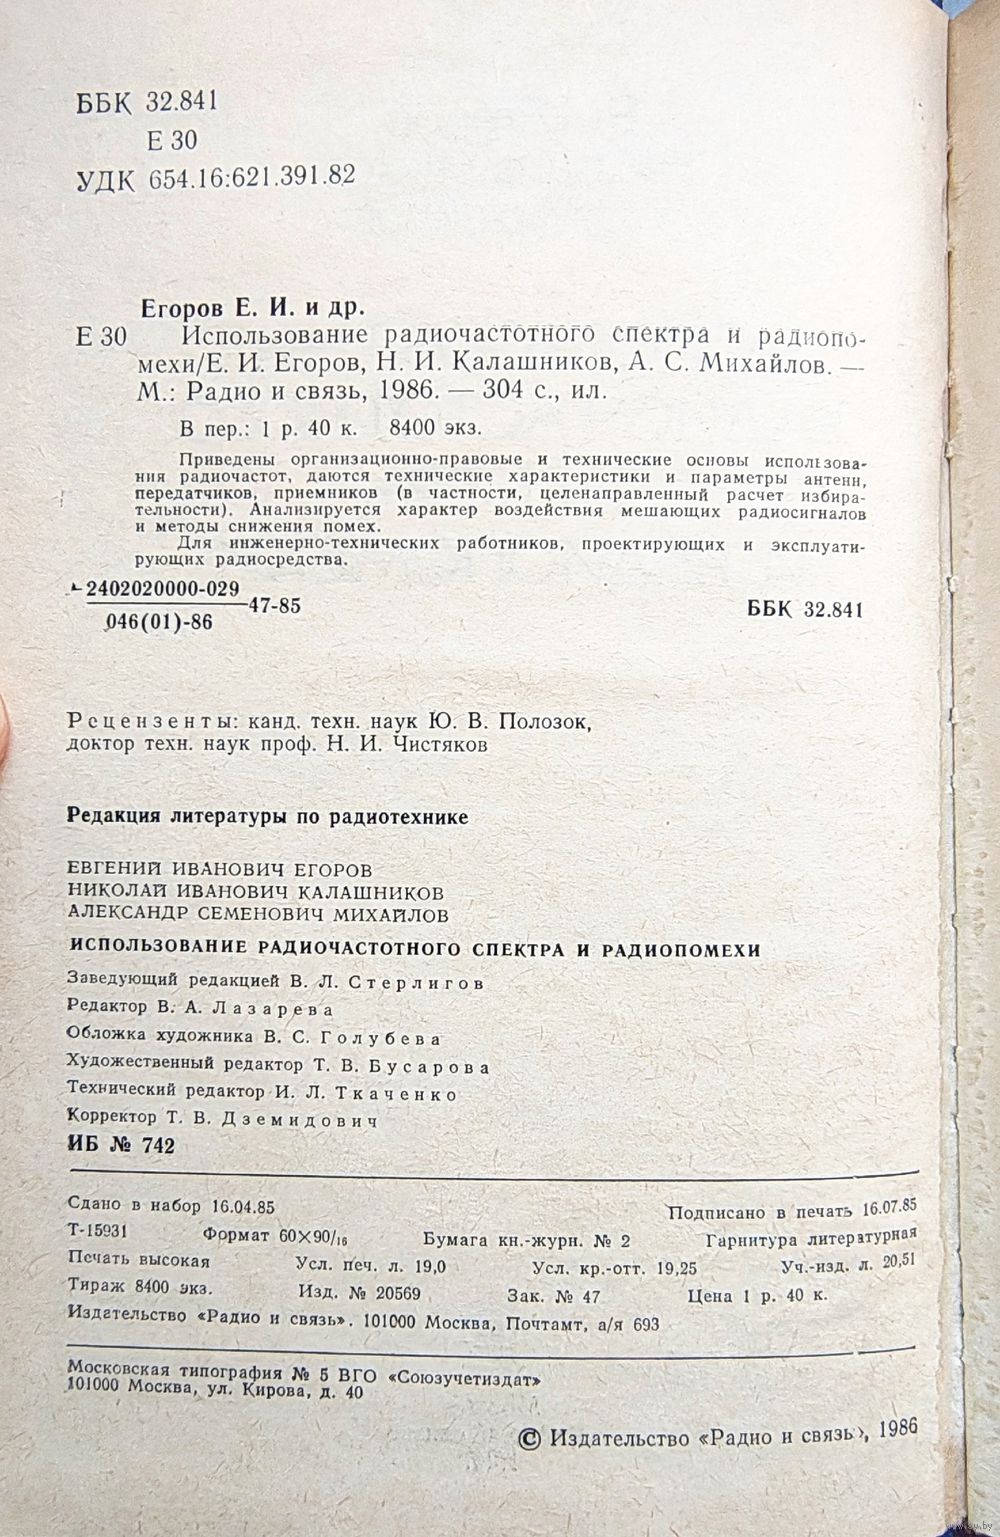 ББК 32.841
Е 30
УДК 654.16:621.391.82
Егоров Е. И. и др.
Е 30 Использование радиочастотного спектра и радиопо-
мехи/Е. И. Егоров, Н. И. Калашников, А. С. Михайлов. —
М.: Радио и связь, 1986. — 304 с., ил.
В пер.: 1 р. 40 к. 8400 экз.
Приведены организационно-правовые и технические основы использова-
ния радиочастот, даются технические характеристики и параметры антенн,
передатчиков, приемников (в частности, целенаправленный расчет избира-
тельности). Анализируется характер воздействия мешающих радиосигналов
и методы снижения помех.
Для инженерно-технических работников, проектирующих и эксплуати-
рующих радиосредства.
2402020000-029
047-85
046(01)-86
ББК 32.841
Рецензенты: канд. техн. наук Ю. В. Полозок,
доктор техн. наук проф. Н. И. Чистяков
Редакция литературы по радиотехнике
ЕВГЕНИЙ ИВАНОВИЧ ЕГОРОВ
НИКОЛАЙ ИВАНОВИЧ КАЛАШНИКОВ
АЛЕКСАНДР СЕМЕНОВИЧ МИХАЙЛОВ
ИСПОЛЬЗОВАНИЕ РАДИОЧАСТОТНОГО СПЕКТРА И РАДИОПОМЕХИ
Заведующий редакцией В. Л. Стерлигов
Редактор В. А. Лазарева
Обложка художника В. С. Голубева
Художественный редактор Т. В. Бусарова
Технический редактор И. Л. Ткаченко
Корректор Т. В. Дземидович
ИБ № 742
Сдано в набор 16.04.85 Подписано в печать 16.07.85
Т-15931 Формат 60×90/16 Бумага кн.-журн. № 2 Гарнитура литературная
Печать высокая Усл. печ. л. 19,0 Усл. кр.-отт. 19,25 Уч.-изд. л. 20,51
Тираж 8400 экз. Изд. № 20569 Зак. № 47 Цена 1 р. 40 к.
Издательство «Радио и связь». 101000 Москва, Почтамт, а/я 693
Московская типография № 5 ВГО «Союзучетиздат»
101000 Москва, ул. Кирова, д. 40
© Издательство «Радио и связь», 1986